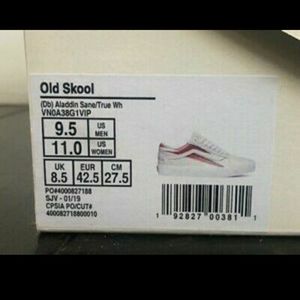 Old Skool
(Db) Aladdin Sane/True Wh
VN0A38G1VIP
9.5 US MEN
11.0 US WOMEN
UK EUR CM
8.5 42.5 27.5
PO#4000827188
SJV - 01/19
CPSIA PO/CUT#
400082718800010
1 92827 00381 1